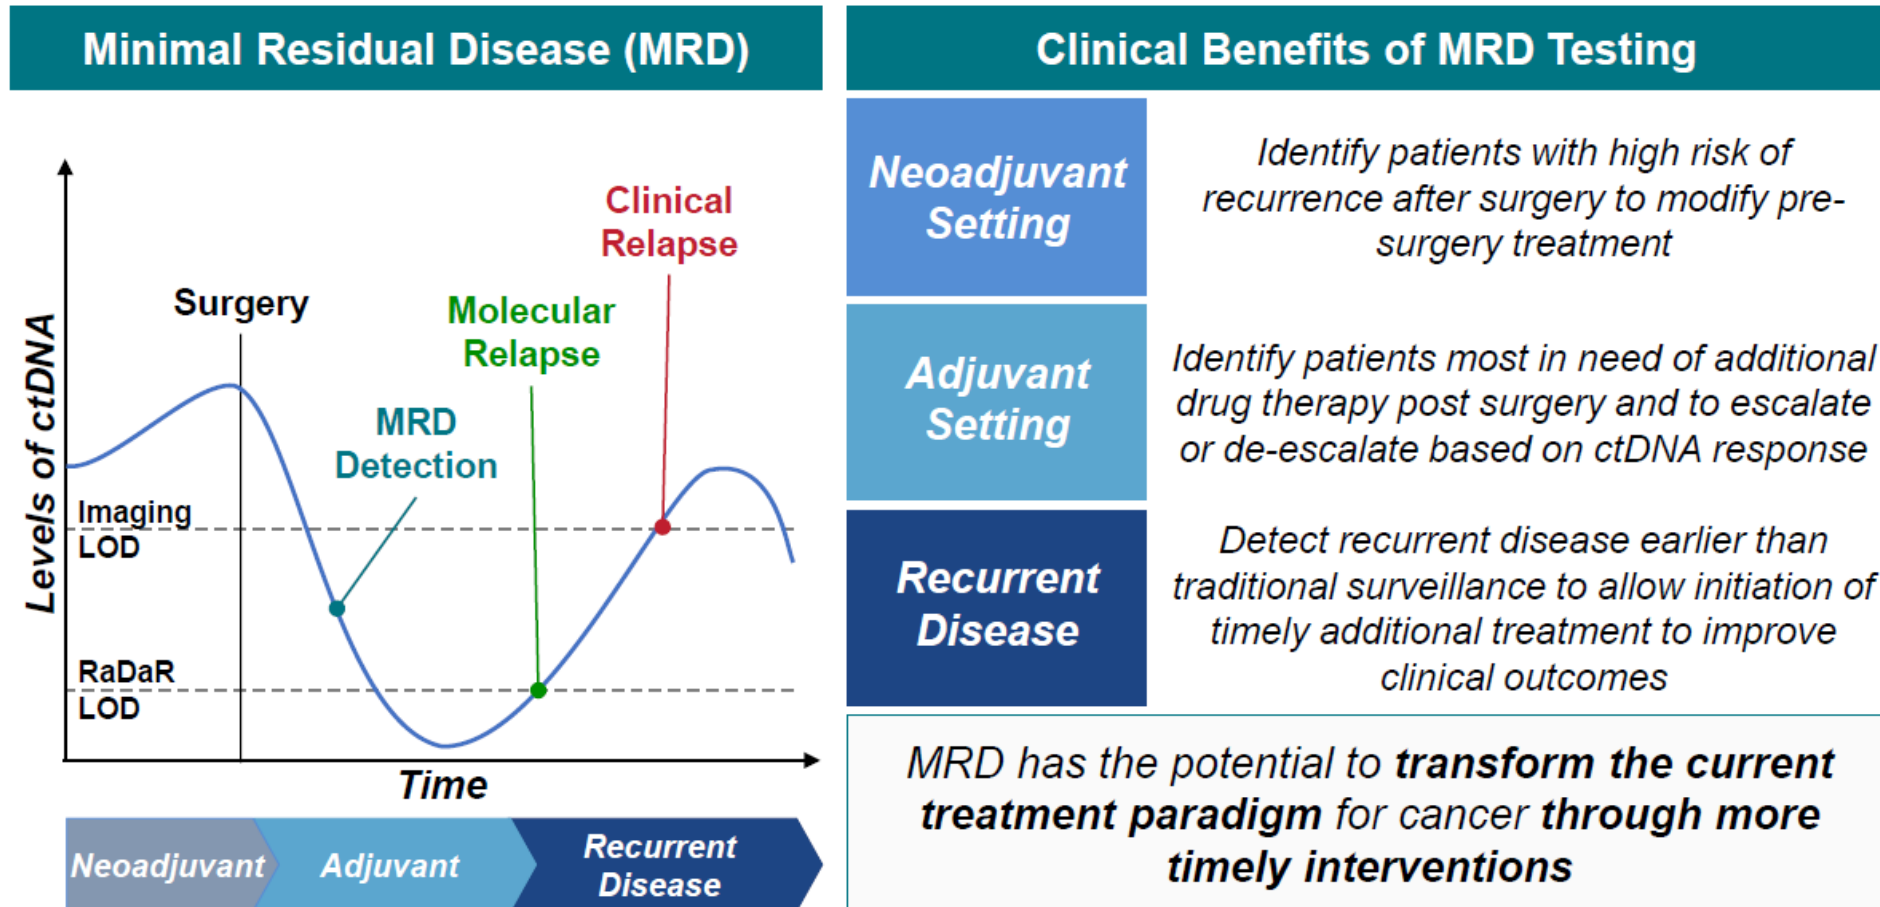 Minimal Residual Disease (MRD)
Levels of ctDNA
Surgery
MRD
Detection
Molecular
Relapse
Clinical
Relapse
Imaging
LOD
RaDaR
LOD
Time
Neoadjuvant
Adjuvant
Recurrent
Disease
Clinical Benefits of MRD Testing
Neoadjuvant
Setting
Identify patients with high risk of
recurrence after surgery to modify pre-
surgery treatment
Adjuvant
Setting
Identify patients most in need of additional
drug therapy post surgery and to escalate
or de-escalate based on ctDNA response
Recurrent
Disease
Detect recurrent disease earlier than
traditional surveillance to allow initiation of
timely additional treatment to improve
clinical outcomes
MRD has the potential to transform the current
treatment paradigm for cancer through more
timely interventions